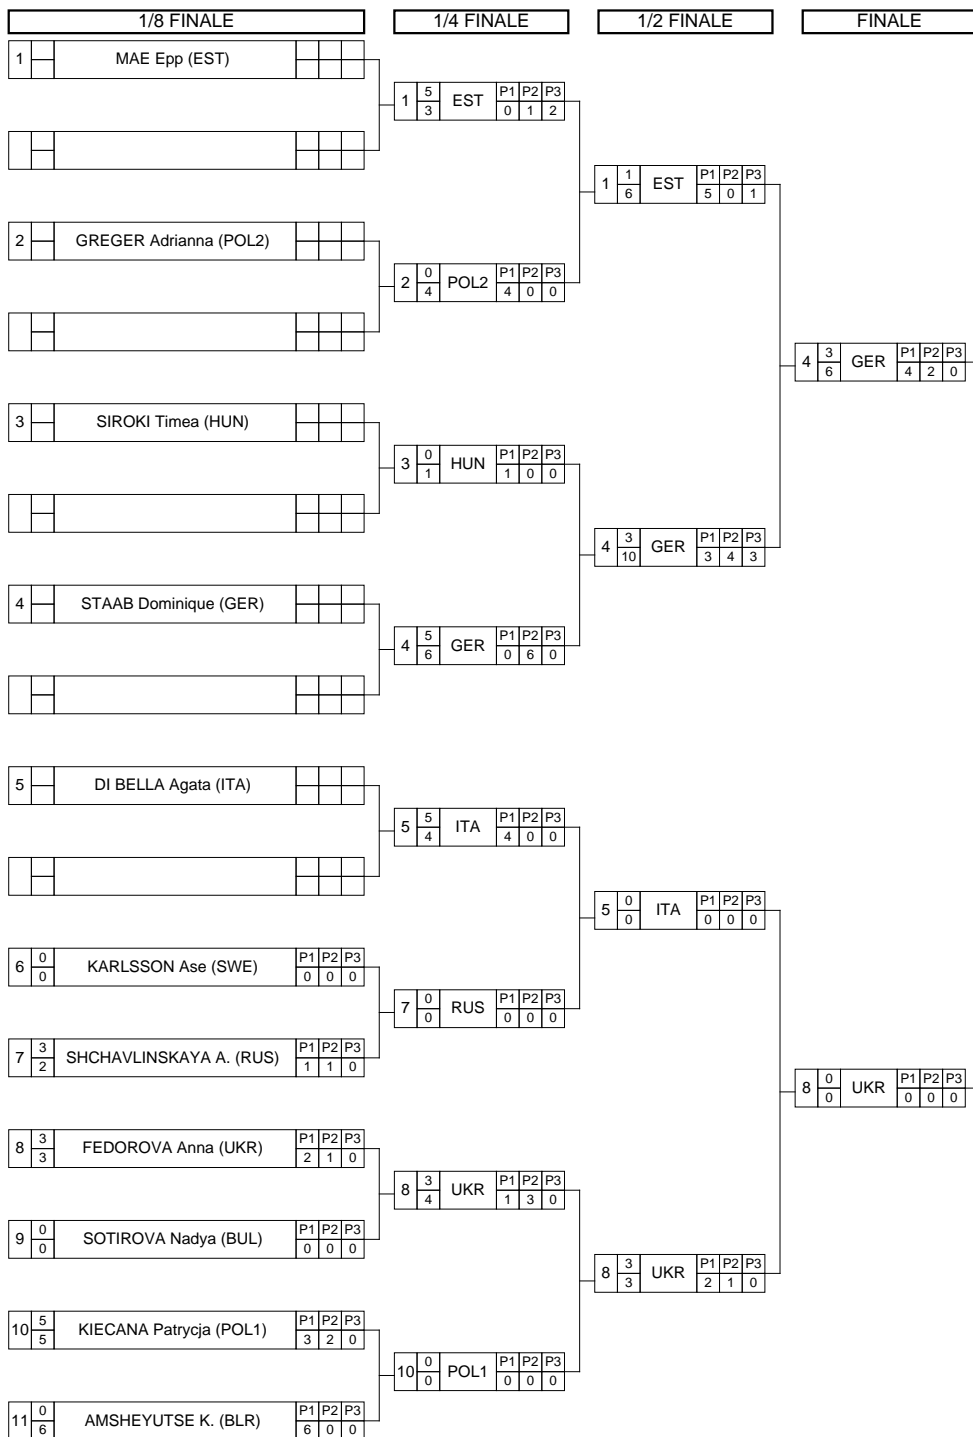 1/8 FINALE 1/4 FINALE 1/2 FINALE FINALE
1 MAE Epp (EST)
1 5 3 EST P1 P2 P3 0 1 2
1 1 6 EST P1 P2 P3 5 0 1
2 GREGER Adrianna (POL2)
2 0 4 POL2 P1 P2 P3 4 0 0
4 3 6 GER P1 P2 P3 4 2 0
3 SIROKI Timea (HUN)
3 0 1 HUN P1 P2 P3 1 0 0
4 3 10 GER P1 P2 P3 3 4 3
4 STAAB Dominique (GER)
4 5 6 GER P1 P2 P3 0 6 0
5 DI BELLA Agata (ITA)
5 5 4 ITA P1 P2 P3 4 0 0
5 0 0 ITA P1 P2 P3 0 0 0
6 0 0 KARLSSON Ase (SWE) P1 P2 P3 0 0 0
7 0 0 RUS P1 P2 P3 0 0 0
7 3 2 SHCHAVLINSKAYA A. (RUS) P1 P2 P3 1 1 0
8 0 0 UKR P1 P2 P3 0 0 0
8 3 3 FEDOROVA Anna (UKR) P1 P2 P3 2 1 0
8 3 4 UKR P1 P2 P3 1 3 0
9 0 0 SOTIROVA Nadya (BUL) P1 P2 P3 0 0 0
8 3 3 UKR P1 P2 P3 2 1 0
10 5 5 KIECANA Patrycja (POL1) P1 P2 P3 3 2 0
10 0 0 POL1 P1 P2 P3 0 0 0
11 0 6 AMSHEYUTSE K. (BLR) P1 P2 P3 6 0 0